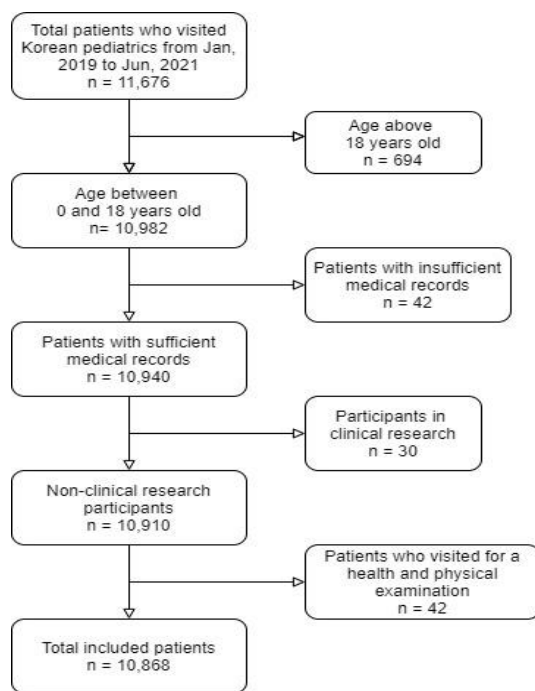 Total patients who visited
Korean pediatrics from Jan,
2019 to Jun, 2021
n = 11,676
Age above
18 years old
n = 694
Age between
0 and 18 years old
n= 10,982
Patients with insufficient
medical records
n = 42
Patients with sufficient
medical records
n = 10,940
Participants in
clinical research
n = 30
Non-clinical research
participants
n = 10,910
Patients who visited for a
health and physical
examination
n = 42
Total included patients
n = 10,868